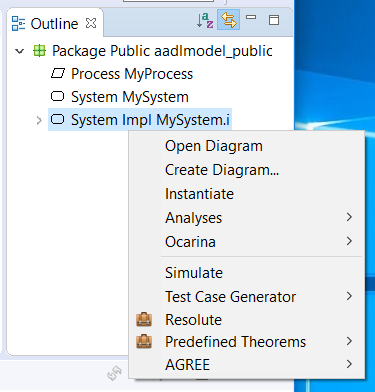 Outline
Package Public aadlmodel_public
Process MyProcess
System MySystem
System Impl MySystem.i
Open Diagram
Create Diagram...
Instantiate
Analyses
Ocarina
Simulate
Test Case Generator
Resolute
Predefined Theorems
AGREE